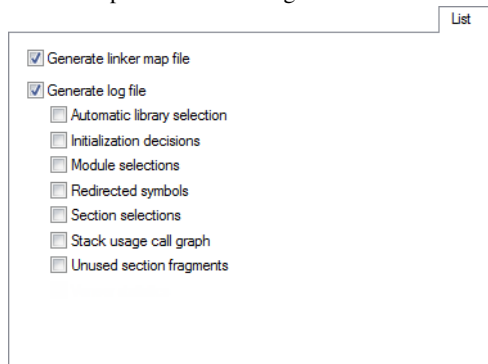 List
Generate linker map file
Generate log file
Automatic library selection
Initialization decisions
Module selections
Redirected symbols
Section selections
Stack usage call graph
Unused section fragments